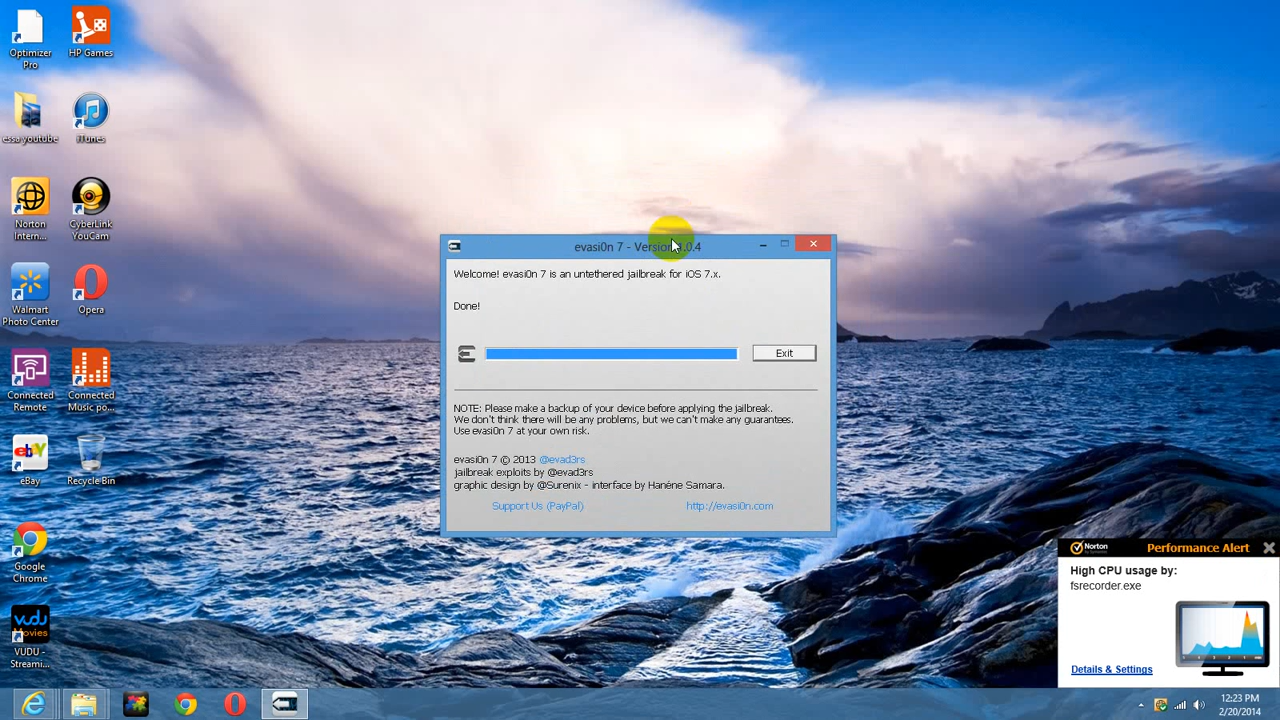 Optimizer
Pro
HP Games
essa youtube
iTunes
Norton
Intern...
CyberLink
YouCam
Walmart
Photo Center
Opera
Connected
Remote
Connected
Music po...
ebay
eBay
Recycle Bin
Google
Chrome
vudu
Movies
VUDU -
Streami...
evasi0n 7 - Version 1.0.4
Welcome! evasi0n 7 is an untethered jailbreak for iOS 7.x.
Done!
Exit
NOTE: Please make a backup of your device before applying the jailbreak.
We don't think there will be any problems, but we can't make any guarantees.
Use evasi0n 7 at your own risk.
evasi0n 7 © 2013 @evad3rs
jailbreak exploits by @evad3rs
graphic design by @Surenix - interface by Hanéne Samara.
Support Us (PayPal)
http://evasi0n.com
Norton
by Symantec
Performance Alert
High CPU usage by:
fsrecorder.exe
Details & Settings
12:23 PM
2/20/2014